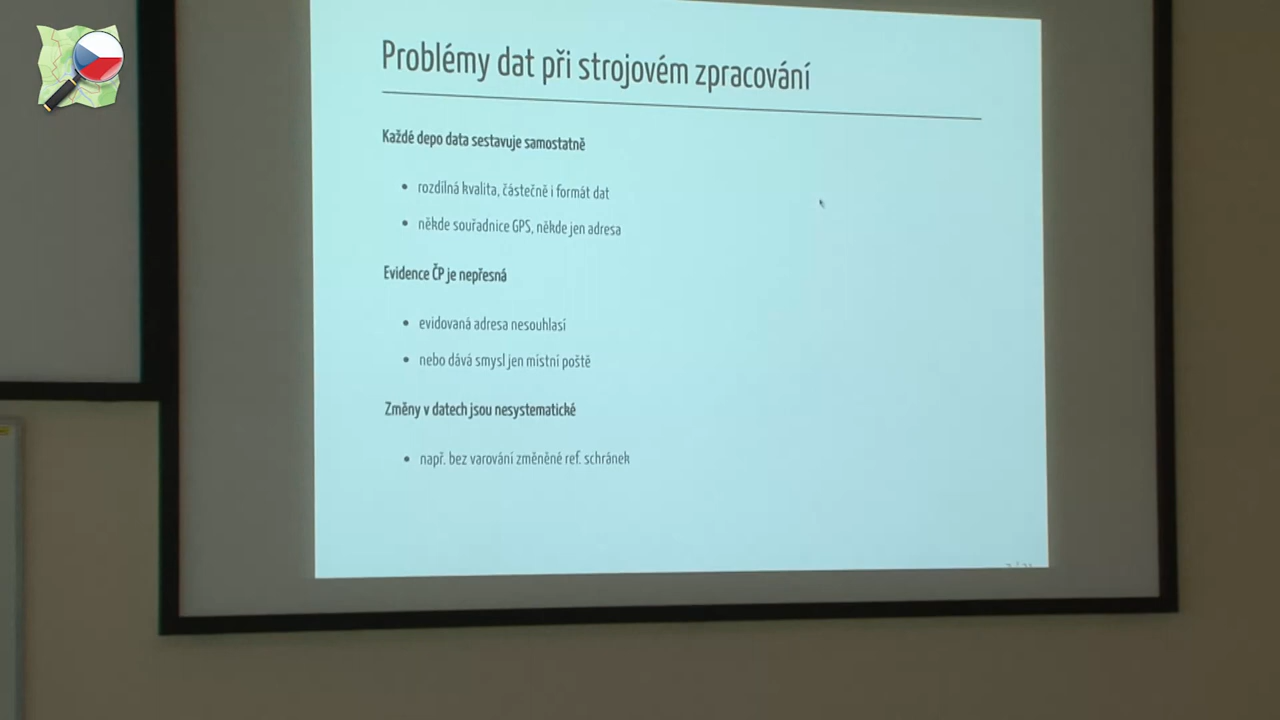 Problémy dat při strojovém zpracování
Každé depo data sestavuje samostatně
• rozdílná kvalita, částečně i formát dat
• někde souřadnice GPS, někde jen adresa
Evidence ČP je nepřesná
• evidovaná adresa nesouhlasí
• nebo dává smysl jen místní poště
Změny v datech jsou nesystematické
• např. bez varování změněné ref. schránek